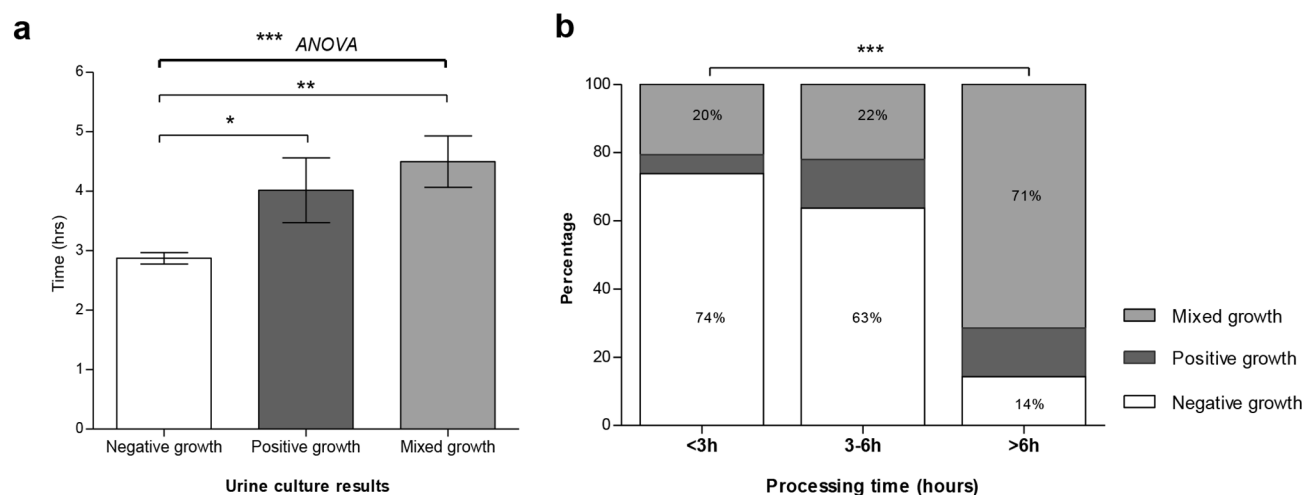 a
*** ANOVA
**
*
6
5
4
3
2
1
0
Time (hrs)
Negative growth Positive growth Mixed growth
Urine culture results
b
***
100
80
60
40
20
0
Percentage
20% 22%
71%
74% 63%
14%
<3h 3-6h >6h
Processing time (hours)
Mixed growth
Positive growth
Negative growth